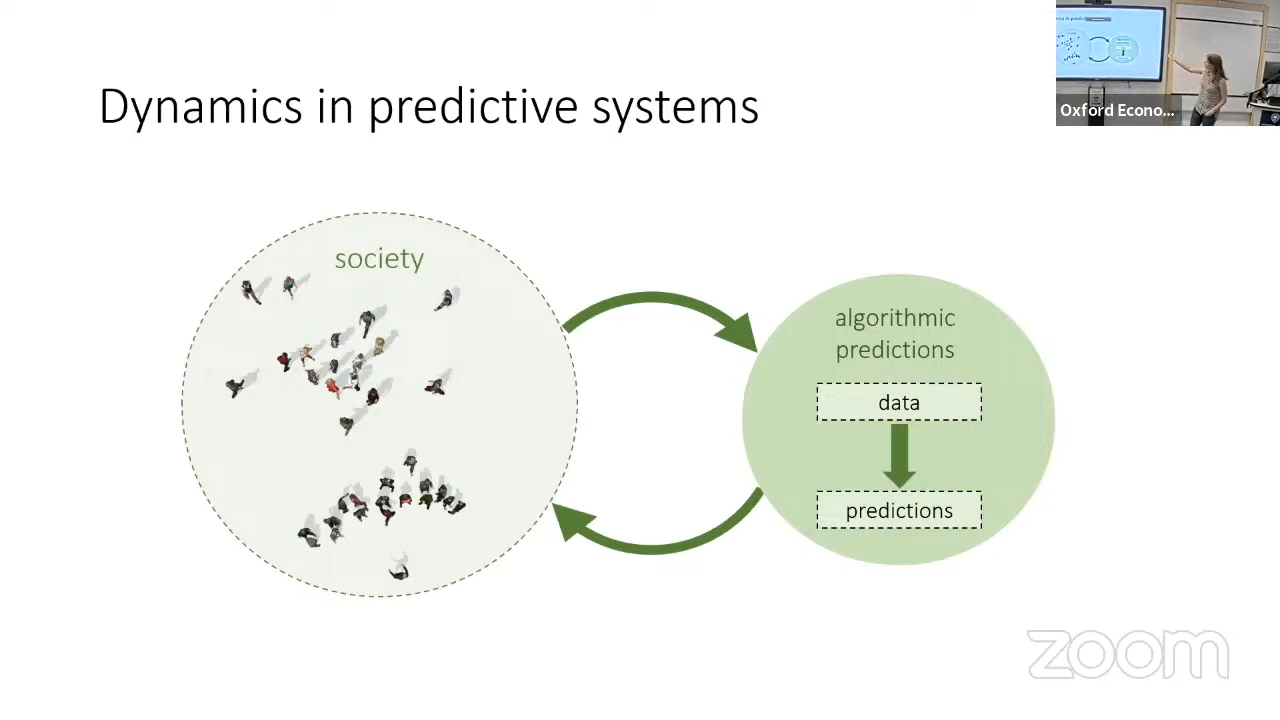 Dynamics in predictive systems
Oxford Econo...
society
algorithmic
predictions
data
predictions
zoom